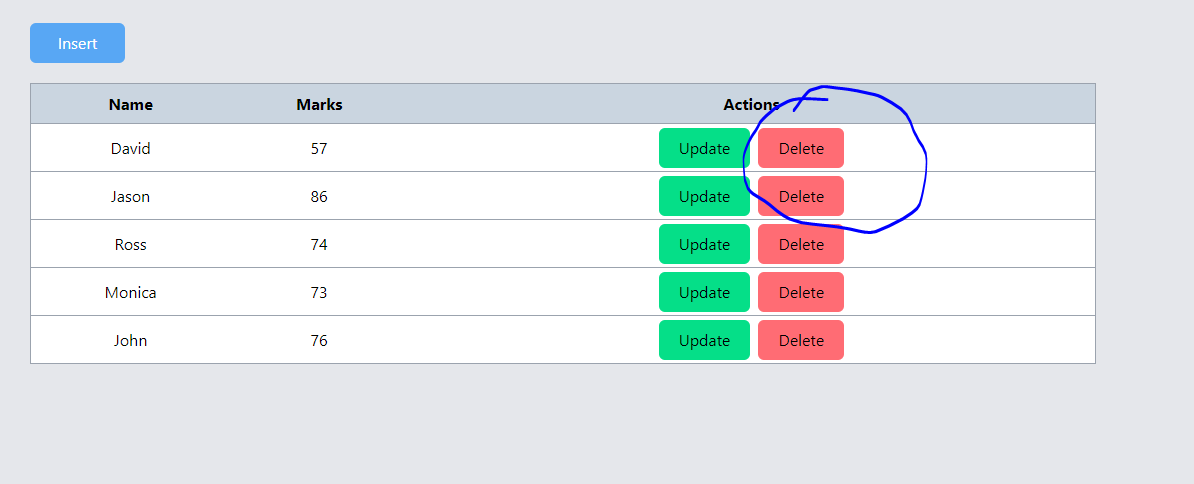 Insert
Name Marks Actions
David 57 Update Delete
Jason 86 Update Delete
Ross 74 Update Delete
Monica 73 Update Delete
John 76 Update Delete